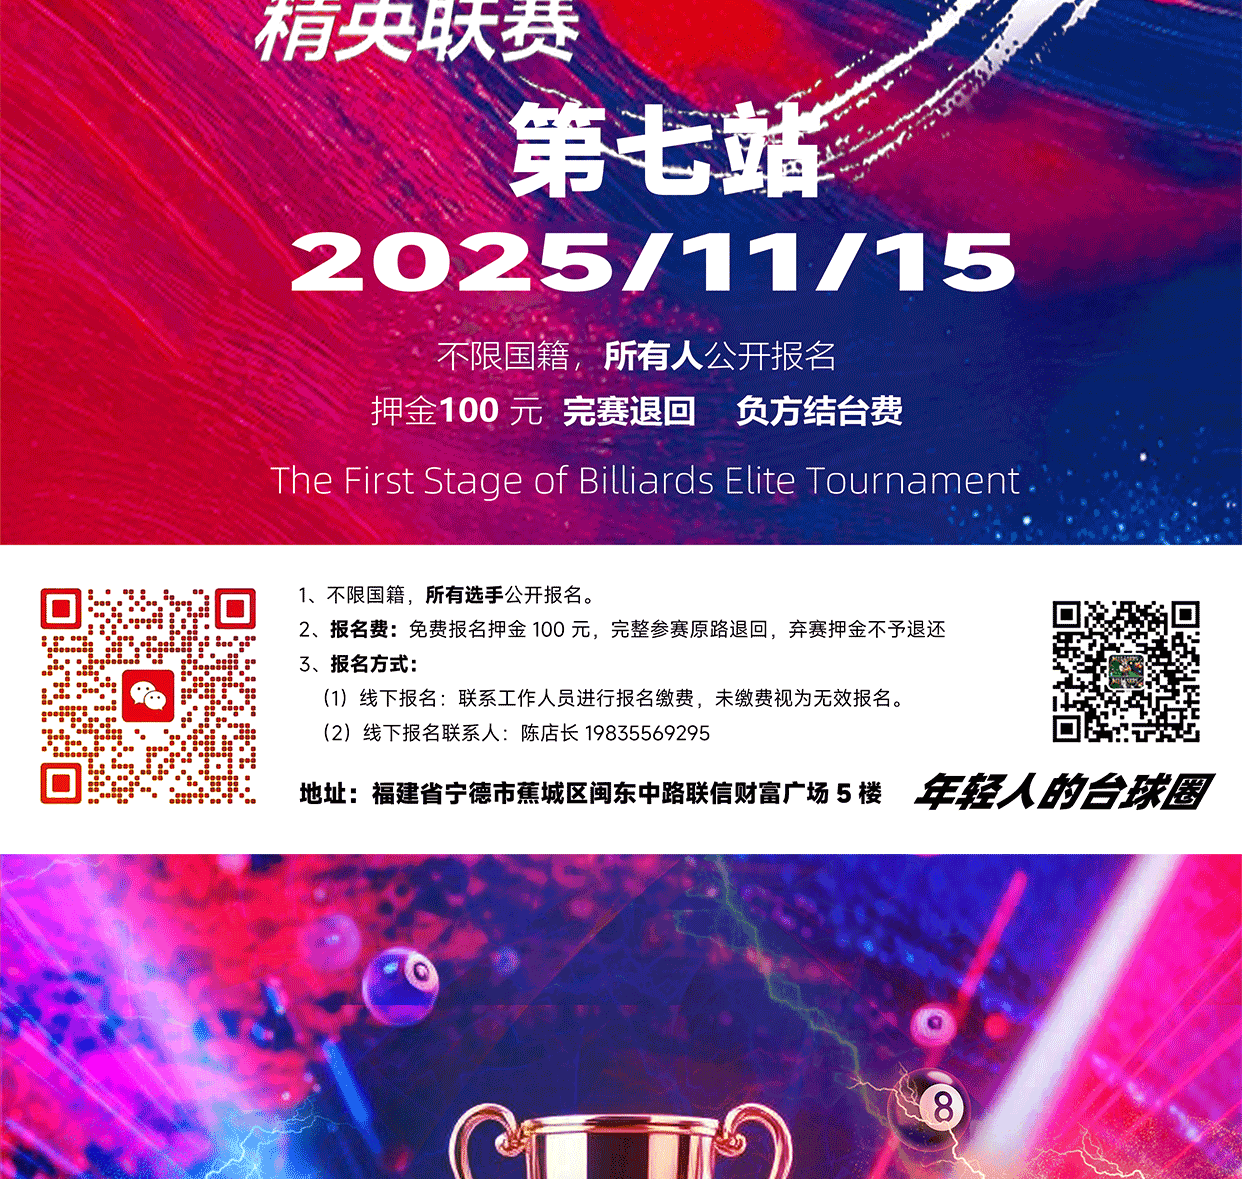 精英联赛
第七站
2025/11/15
不限国籍，所有人公开报名
押金100 元 完赛退回 负方结台费
The First Stage of Billiards Elite Tournament
1、不限国籍，所有选手公开报名。
2、报名费：免费报名押金 100 元，完整参赛原路退回，弃赛押金不予退还
3、报名方式：
（1）线下报名：联系工作人员进行报名缴费，未缴费视为无效报名。
（2）线下报名联系人：陈店长 19835569295
地址：福建省宁德市蕉城区闽东中路联信财富广场 5 楼
年轻人的台球圈
8